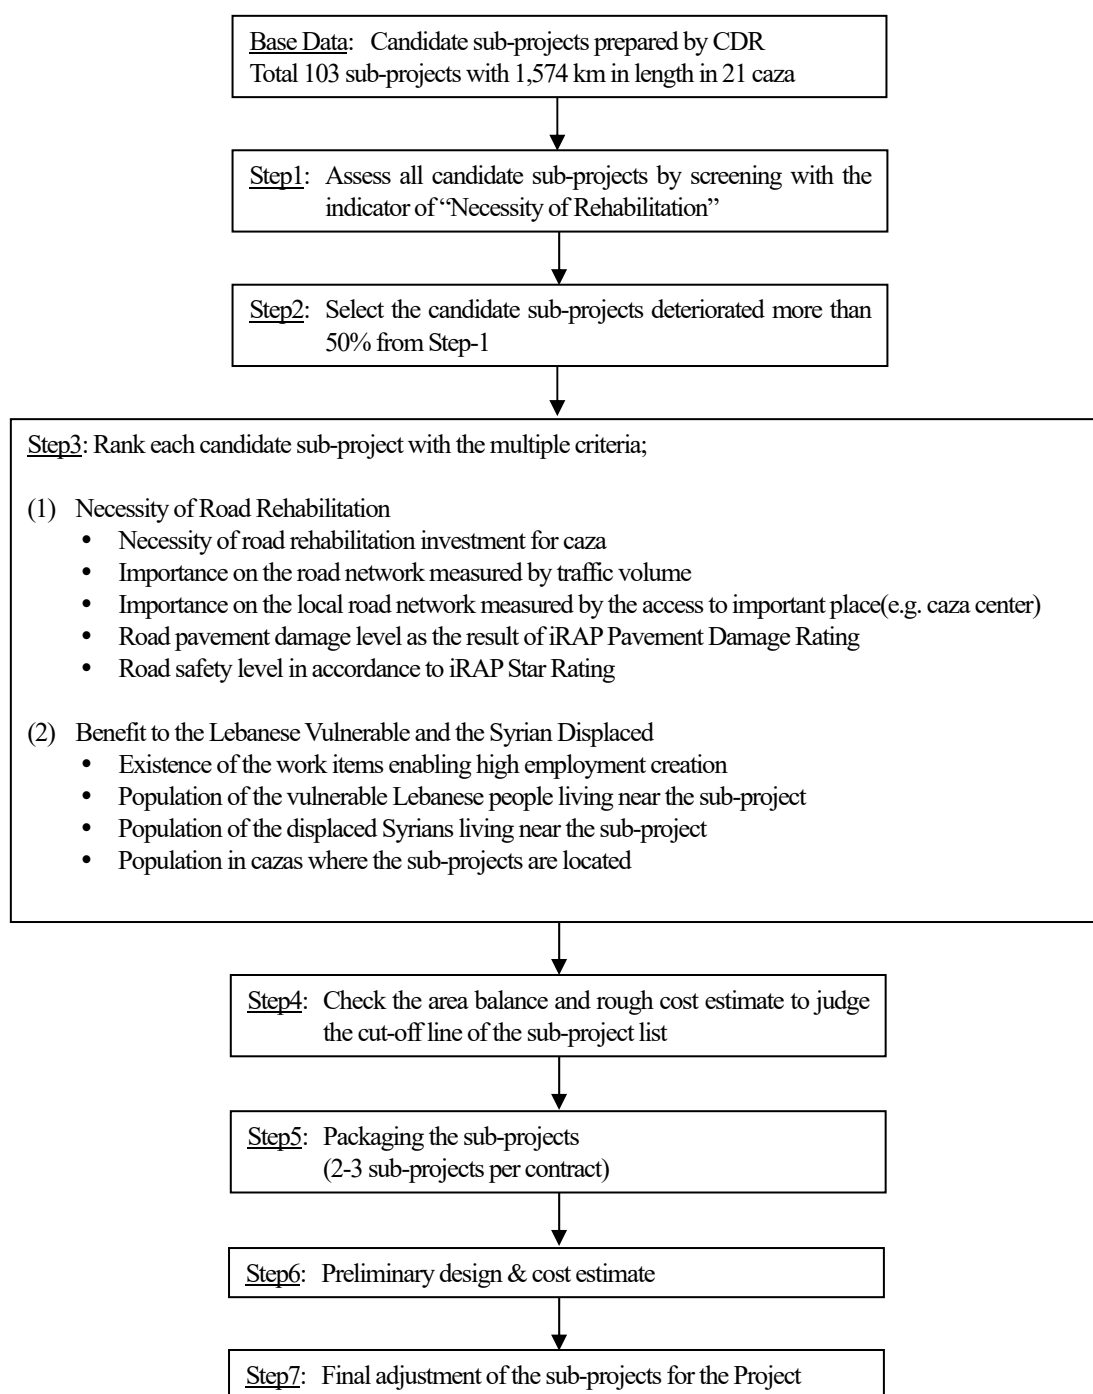 Base Data: Candidate sub-projects prepared by CDR
Total 103 sub-projects with 1,574 km in length in 21 caza
Step1: Assess all candidate sub-projects by screening with the
indicator of “Necessity of Rehabilitation”
Step2: Select the candidate sub-projects deteriorated more than
50% from Step-1
Step3: Rank each candidate sub-project with the multiple criteria;
(1) Necessity of Road Rehabilitation
• Necessity of road rehabilitation investment for caza
• Importance on the road network measured by traffic volume
• Importance on the local road network measured by the access to important place(e.g. caza center)
• Road pavement damage level as the result of iRAP Pavement Damage Rating
• Road safety level in accordance to iRAP Star Rating
(2) Benefit to the Lebanese Vulnerable and the Syrian Displaced
• Existence of the work items enabling high employment creation
• Population of the vulnerable Lebanese people living near the sub-project
• Population of the displaced Syrians living near the sub-project
• Population in cazas where the sub-projects are located
Step4: Check the area balance and rough cost estimate to judge
the cut-off line of the sub-project list
Step5: Packaging the sub-projects
(2-3 sub-projects per contract)
Step6: Preliminary design & cost estimate
Step7: Final adjustment of the sub-projects for the Project